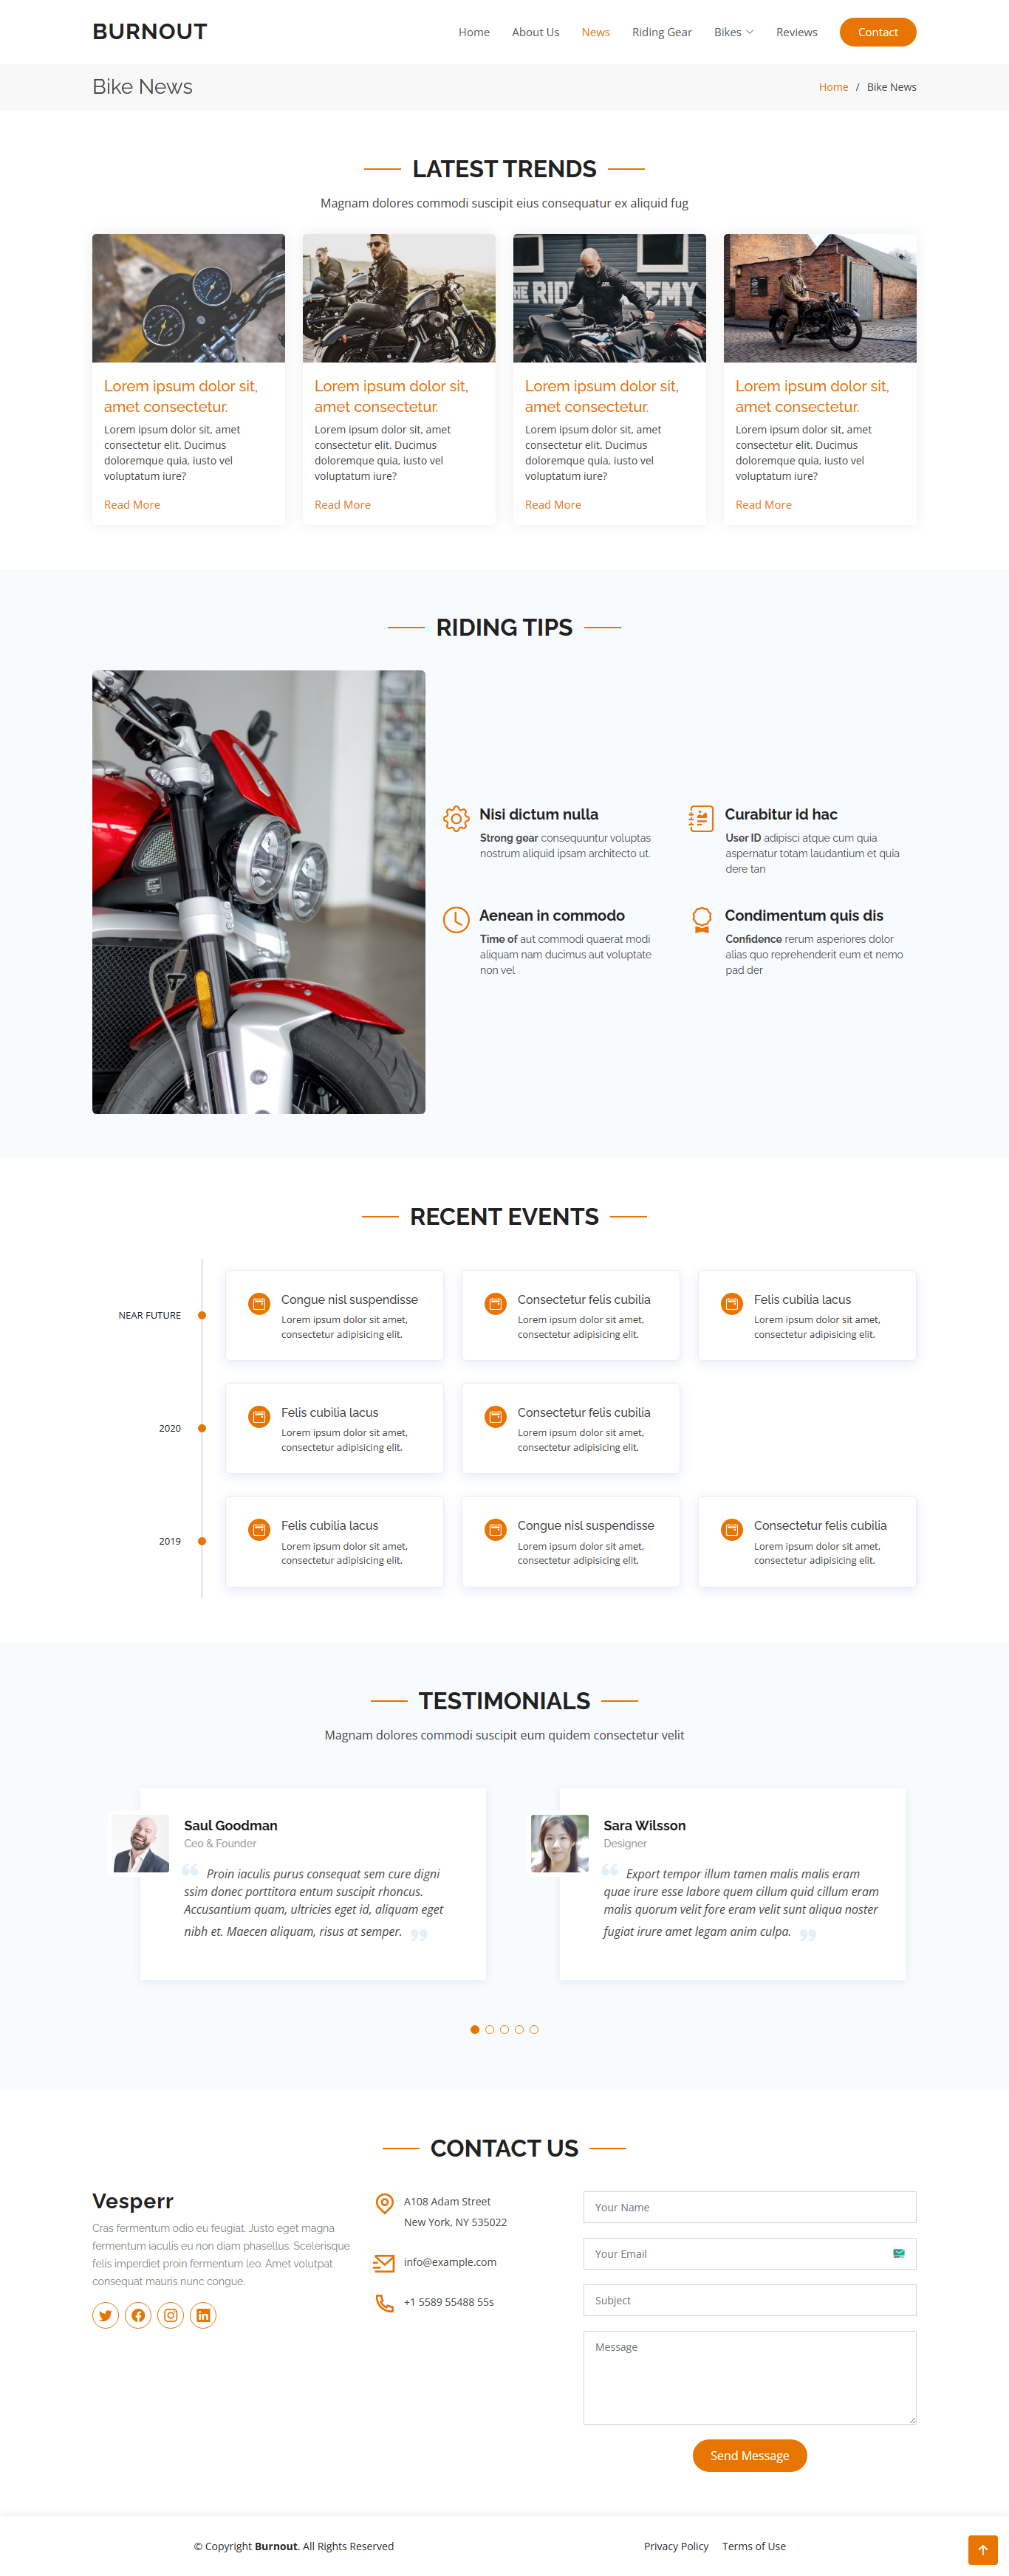 BURNOUT
Home About Us News Riding Gear Bikes Reviews Contact
Bike News
Home / Bike News
LATEST TRENDS
Magnam dolores commodi suscipit eius consequatur ex aliquid fug
Lorem ipsum dolor sit,
amet consectetur.
Lorem ipsum dolor sit, amet
consectetur elit. Ducimus
doloremque quia, iusto vel
voluptatum iure?
Read More
THE RID EMY
Lorem ipsum dolor sit,
amet consectetur.
Lorem ipsum dolor sit, amet
consectetur elit. Ducimus
doloremque quia, iusto vel
voluptatum iure?
Read More
Lorem ipsum dolor sit,
amet consectetur.
Lorem ipsum dolor sit, amet
consectetur elit. Ducimus
doloremque quia, iusto vel
voluptatum iure?
Read More
Lorem ipsum dolor sit,
amet consectetur.
Lorem ipsum dolor sit, amet
consectetur elit. Ducimus
doloremque quia, iusto vel
voluptatum iure?
Read More
RIDING TIPS
Nisi dictum nulla
Strong gear consequuntur voluptas
nostrum aliquid ipsam architecto ut.
Curabitur id hac
User ID adipisci atque cum quia
aspernatur totam laudantium et quia
dere tan
Aenean in commodo
Time of aut commodi quaerat modi
aliquam nam ducimus aut voluptate
non vel
Condimentum quis dis
Confidence rerum asperiores dolor
alias quo reprehenderit eum et nemo
pad der
RECENT EVENTS
NEAR FUTURE
Congue nisl suspendisse
Lorem ipsum dolor sit amet,
consectetur adipisicing elit.
Consectetur felis cubilia
Lorem ipsum dolor sit amet,
consectetur adipisicing elit.
Felis cubilia lacus
Lorem ipsum dolor sit amet,
consectetur adipisicing elit.
2020
Felis cubilia lacus
Lorem ipsum dolor sit amet,
consectetur adipisicing elit.
Consectetur felis cubilia
Lorem ipsum dolor sit amet,
consectetur adipisicing elit.
2019
Felis cubilia lacus
Lorem ipsum dolor sit amet,
consectetur adipisicing elit.
Congue nisl suspendisse
Lorem ipsum dolor sit amet,
consectetur adipisicing elit.
Consectetur felis cubilia
Lorem ipsum dolor sit amet,
consectetur adipisicing elit.
TESTIMONIALS
Magnam dolores commodi suscipit eum quidem consectetur velit
Saul Goodman
Ceo & Founder
“ Proin iaculis purus consequat sem cure digni
ssim donec porttitora entum suscipit rhoncus.
Accusantium quam, ultricies eget id, aliquam eget
nibh et. Maecen aliquam, risus at semper. ”
Sara Wilsson
Designer
“ Export tempor illum tamen malis malis eram
quae irure esse labore quem cillum quid cillum eram
malis quorum velit fore eram velit sunt aliqua noster
fugiat irure amet legam anim culpa. ”
CONTACT US
Vesperr
Cras fermentum odio eu feugiat. Justo eget magna
fermentum iaculis eu non diam phasellus. Scelerisque
felis imperdiet proin fermentum leo. Amet volutpat
consequat mauris nunc congue.
A108 Adam Street
New York, NY 535022
info@example.com
+1 5589 55488 55s
Your Name
Your Email
Subject
Message
Send Message
© Copyright Burnout. All Rights Reserved
Privacy Policy Terms of Use